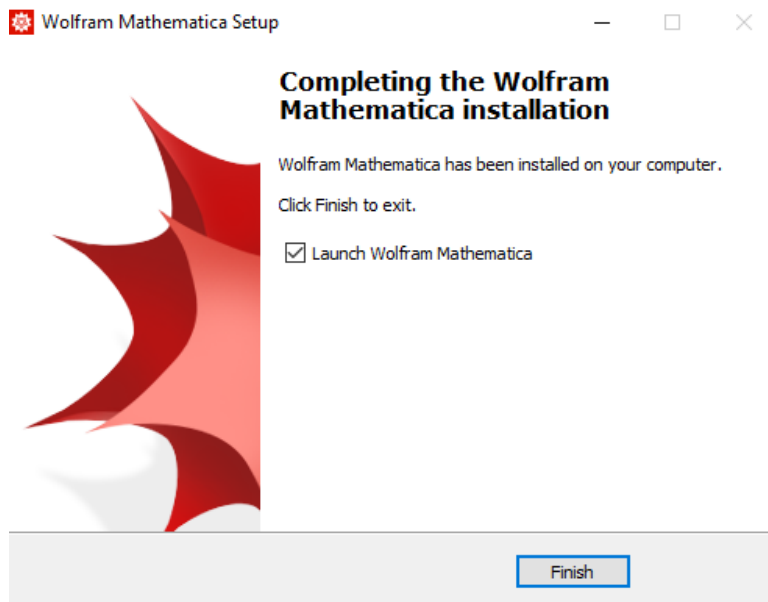 Wolfram Mathematica Setup
Completing the Wolfram
Mathematica installation
Wolfram Mathematica has been installed on your computer.
Click Finish to exit.
Launch Wolfram Mathematica
Finish